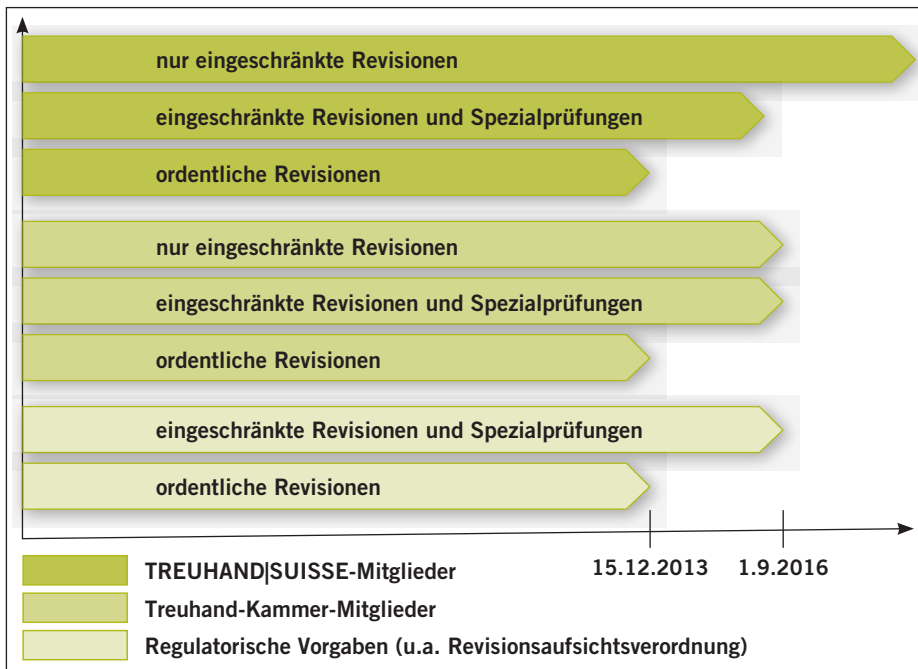 nur eingeschränkte Revisionen
eingeschränkte Revisionen und Spezialprüfungen
ordentliche Revisionen
nur eingeschränkte Revisionen
eingeschränkte Revisionen und Spezialprüfungen
ordentliche Revisionen
eingeschränkte Revisionen und Spezialprüfungen
ordentliche Revisionen
15.12.2013 1.9.2016
TREUHAND|SUISSE-Mitglieder
Treuhand-Kammer-Mitglieder
Regulatorische Vorgaben (u.a. Revisionsaufsichtsverordnung)